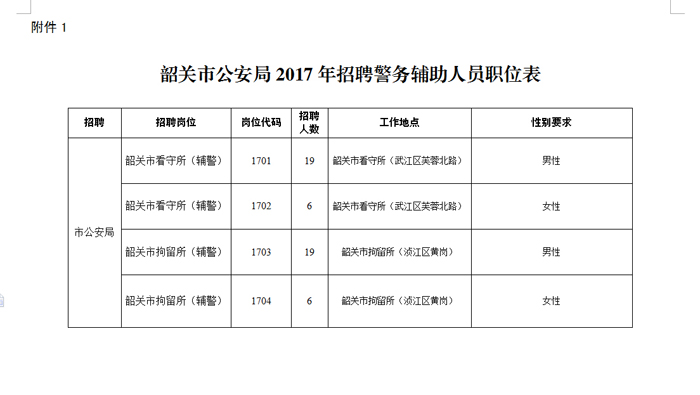 附件 1
韶关市公安局 2017 年招聘警务辅助人员职位表
招聘 招聘岗位 岗位代码 招聘人数 工作地点 性别要求
市公安局
韶关市看守所（辅警） 1701 19 韶关市看守所（武江区芙蓉北路） 男性
韶关市看守所（辅警） 1702 6 韶关市看守所（武江区芙蓉北路） 女性
韶关市拘留所（辅警） 1703 19 韶关市拘留所（浈江区黄岗） 男性
韶关市拘留所（辅警） 1704 6 韶关市拘留所（浈江区黄岗） 女性